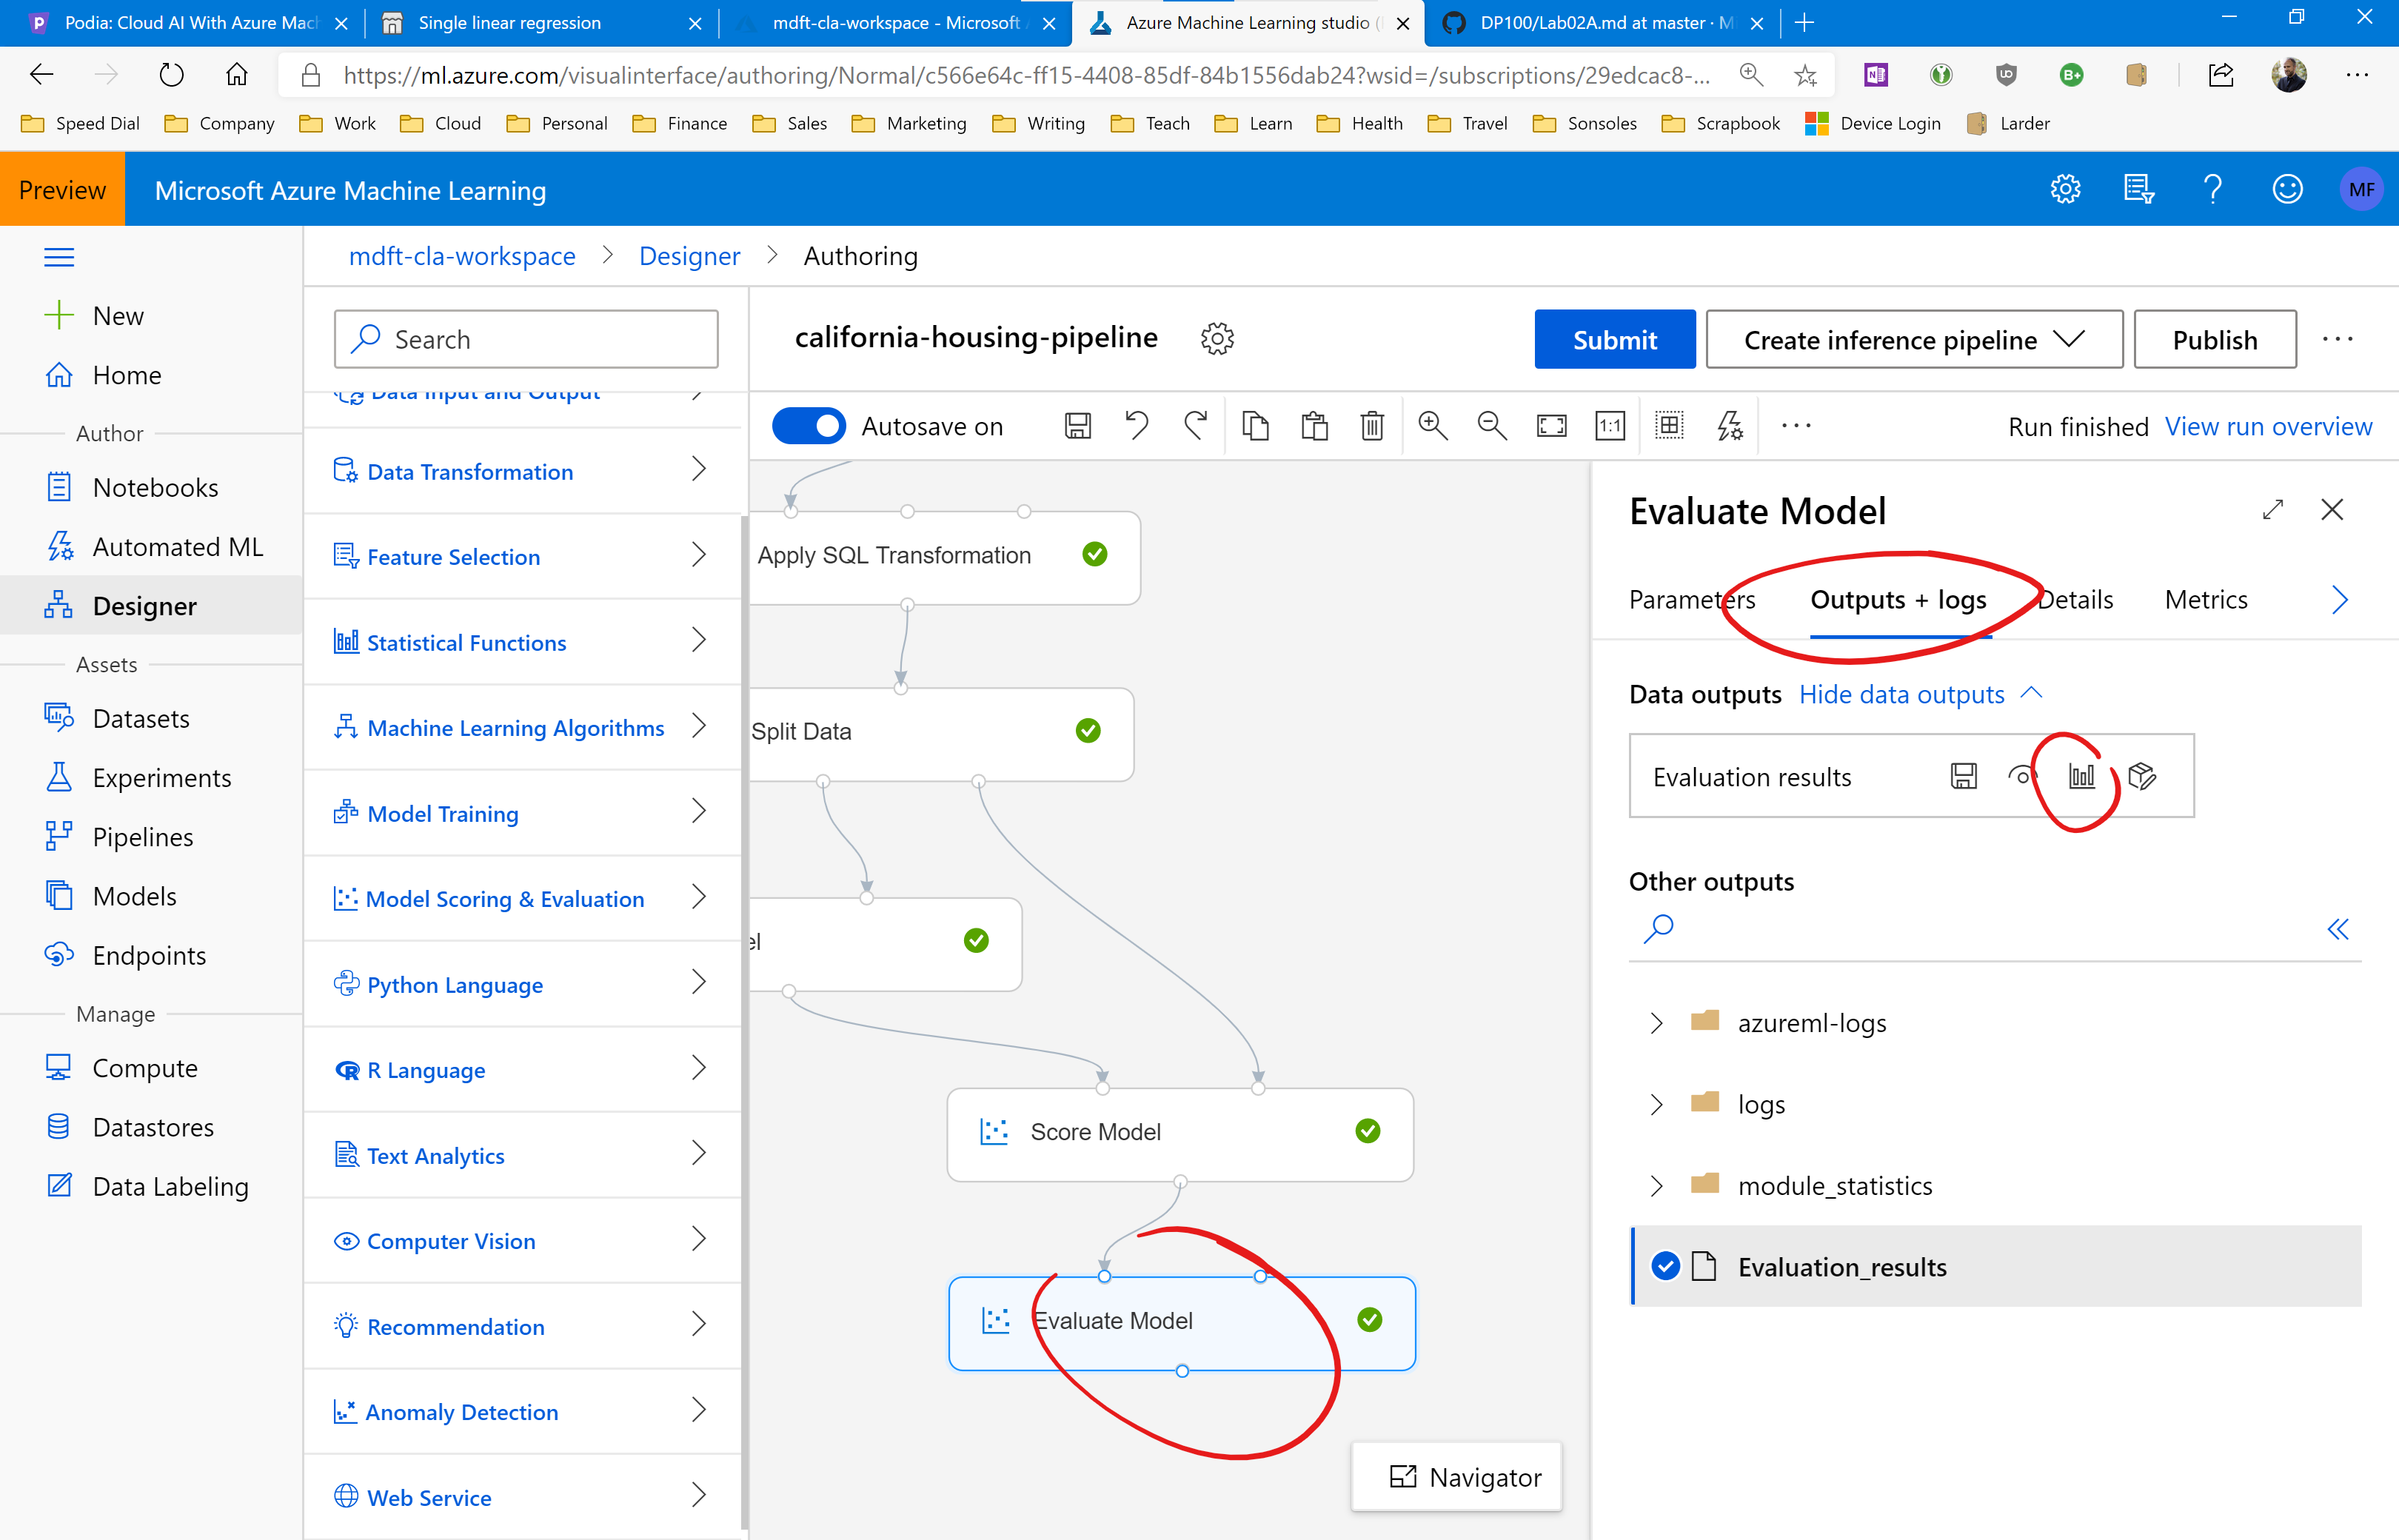 Podia: Cloud AI With Azure Mach
Single linear regression
mdft-cla-workspace - Microsoft A
Azure Machine Learning studio (
DP100/Lab02A.md at master · M
https://ml.azure.com/visualinterface/authoring/Normal/c566e64c-ff15-4408-85df-84b1556dab24?wsid=/subscriptions/29edcac8-...
Speed Dial
Company
Work
Cloud
Personal
Finance
Sales
Marketing
Writing
Teach
Learn
Health
Travel
Sonsoles
Scrapbook
Device Login
Larder
Preview
Microsoft Azure Machine Learning
MF
New
Home
Author
Notebooks
Automated ML
Designer
Assets
Datasets
Experiments
Pipelines
Models
Endpoints
Manage
Compute
Datastores
Data Labeling
mdft-cla-workspace > Designer > Authoring
Search
Data Input and Output
Data Transformation
Feature Selection
Statistical Functions
Machine Learning Algorithms
Model Training
Model Scoring & Evaluation
Python Language
R Language
Text Analytics
Computer Vision
Recommendation
Anomaly Detection
Web Service
california-housing-pipeline
Submit
Create inference pipeline
Publish
Autosave on
1:1
Run finished
View run overview
Apply SQL Transformation
Split Data
el
Score Model
Evaluate Model
Navigator
Evaluate Model
Parameters
Outputs + logs
Details
Metrics
Data outputs
Hide data outputs
Evaluation results
Other outputs
azureml-logs
logs
module_statistics
Evaluation_results